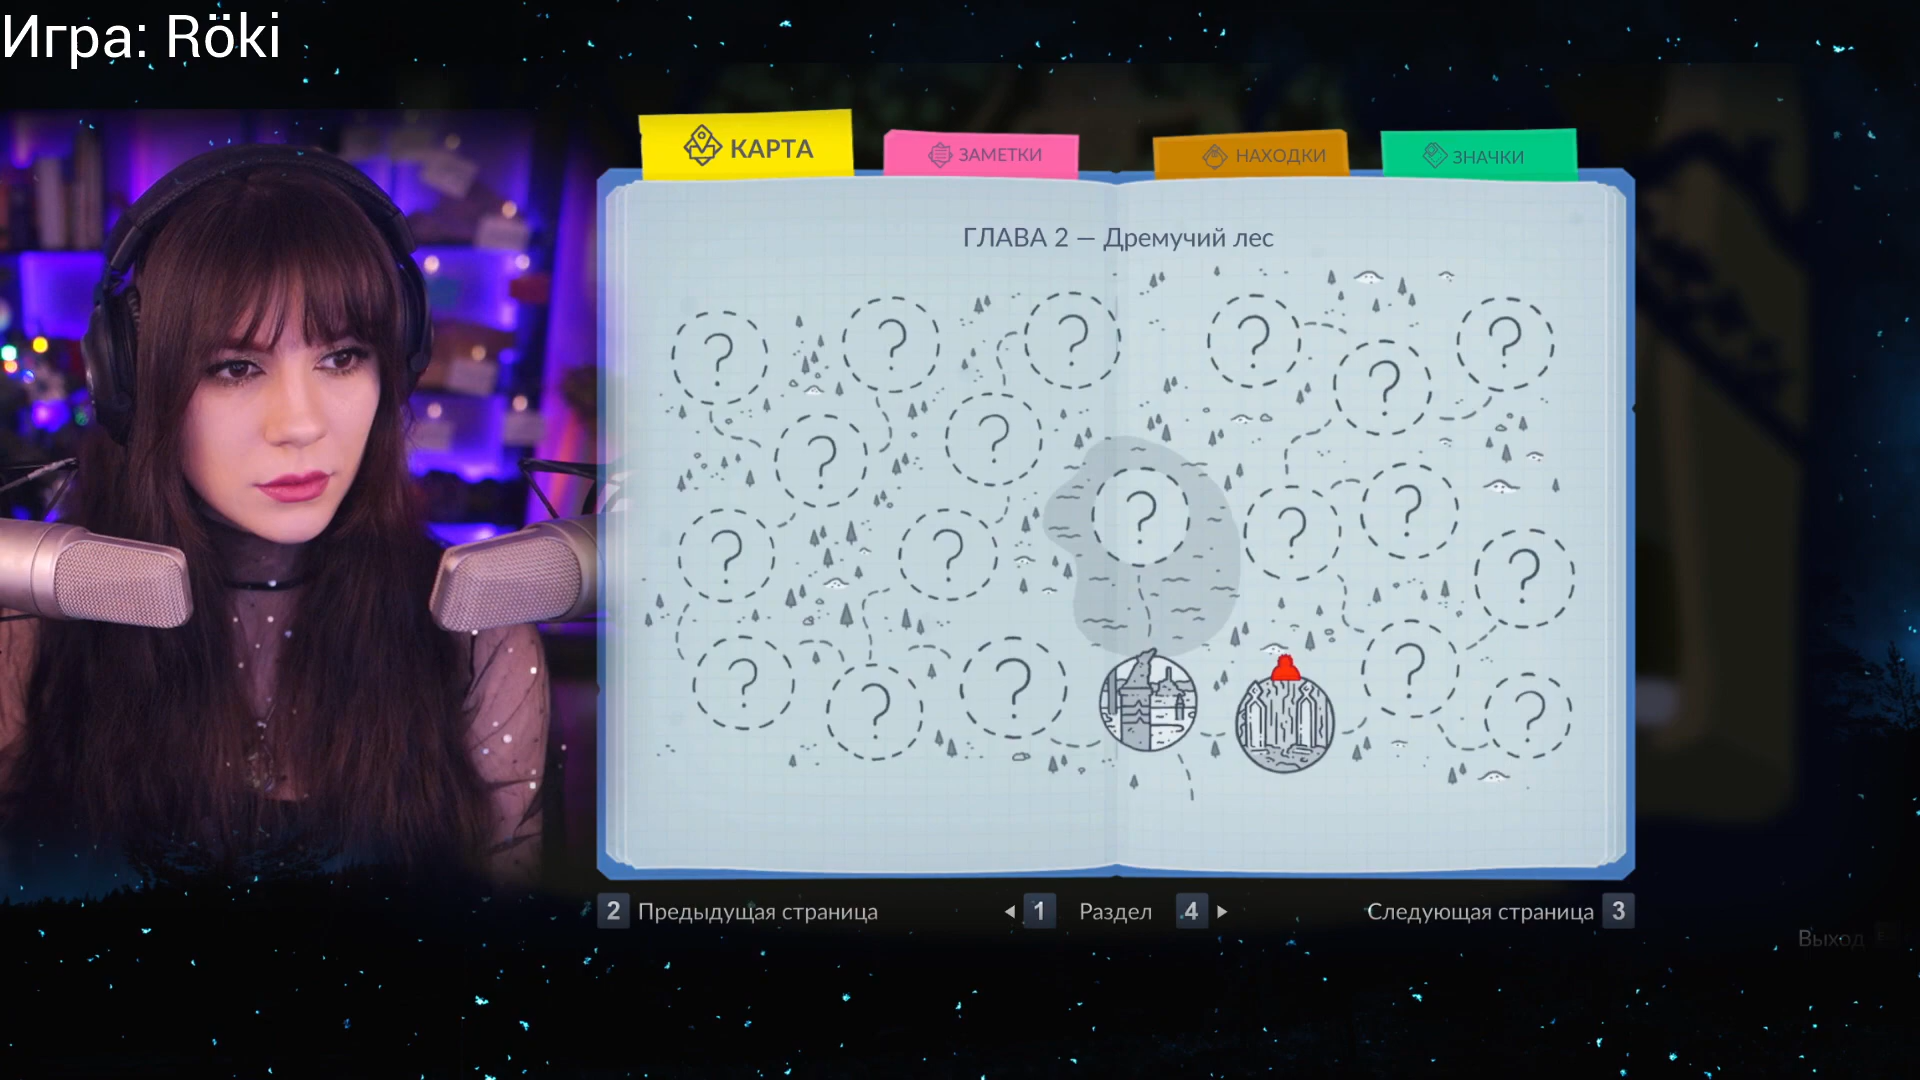 Игра: Röki
КАРТА
ЗАМЕТКИ
НАХОДКИ
ЗНАЧКИ
ГЛАВА 2 — Дремучий лес
? ? ? ? ?
?
? ?
? ? ?
? ? ?
? ? ?
? ?
2 Предыдущая страница
1 Раздел 4
Следующая страница 3
Выход